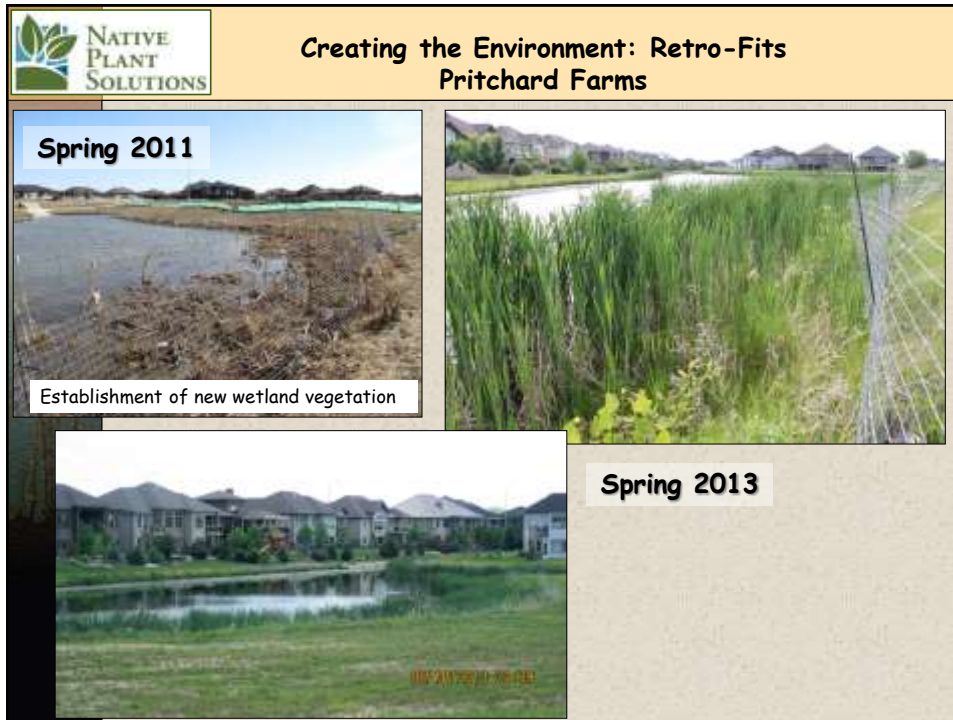 NATIVE
PLANT
SOLUTIONS
Creating the Environment: Retro-Fits
Pritchard Farms
Spring 2011
Establishment of new wetland vegetation
Spring 2013